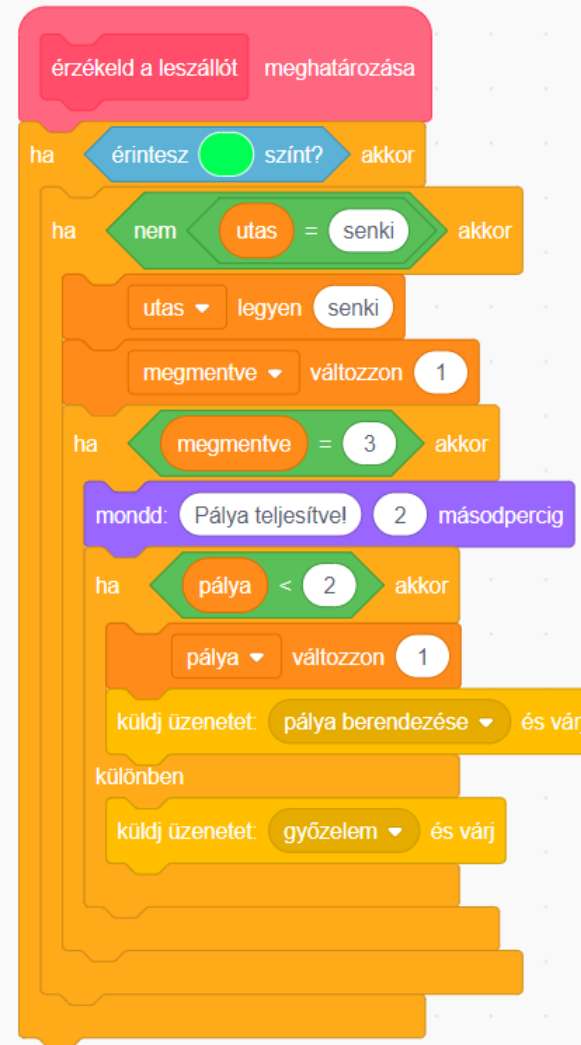 érzékeld a leszállót meghatározása
ha érintesz színt? akkor
ha nem utas = senki akkor
utas legyen senki
megmentve változzon 1
ha megmentve = 3 akkor
mondd: Pálya teljesítve! 2 másodpercig
ha pálya < 2 akkor
pálya változzon 1
küldj üzenetet: pálya berendezése és várj
különben
küldj üzenetet: győzelem és várj